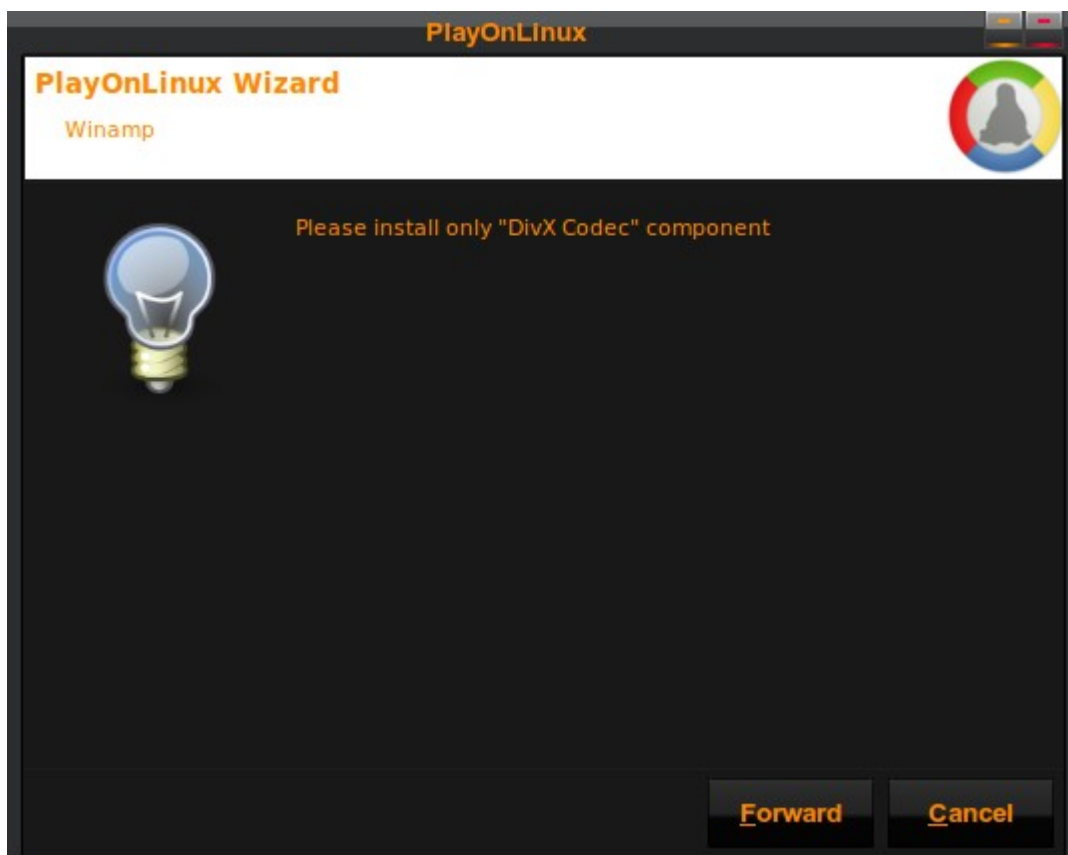 PlayOnLinux
PlayOnLinux Wizard
Winamp
Please install only "DivX Codec" component
Forward
Cancel